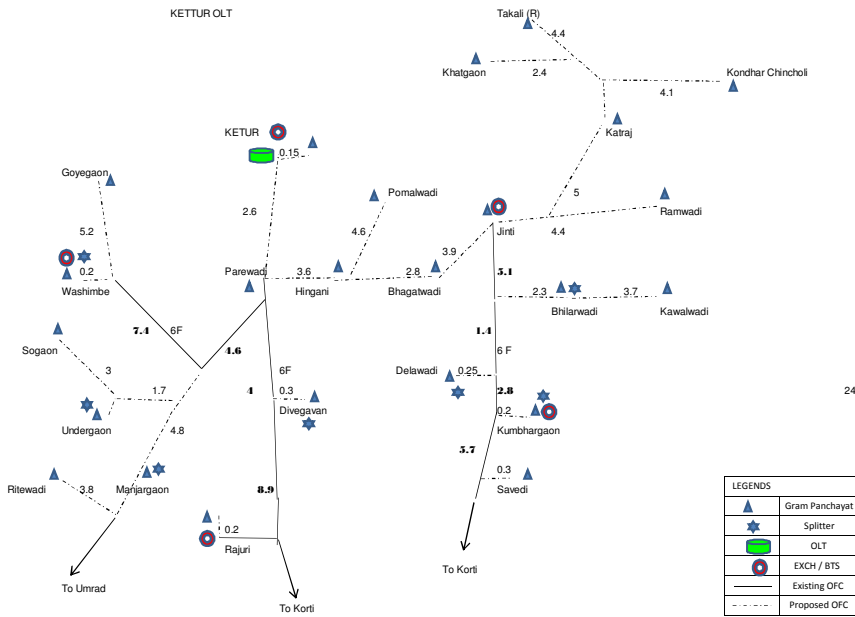 KETTUR OLT
Takali (R)
4.4
Khatgaon
2.4
Kondhar Chincholi
4.1
KETUR
0.15
Katraj
Goyegaon
Pomalwadi
5
2.6
Ramwadi
5.2
4.6
Jinti
4.4
3.9
0.2
Parewadi
3.6
2.8
5.1
Washimbe
Hingani
Bhagatwadi
2.3
3.7
Bhilarwadi
Kawalwadi
7.4
6F
1.4
Sogaon
4.6
6 F
3
6F
Delawadi
0.25
1.7
4
0.3
2.8
24
Divegavan
0.2
Undergaon
4.8
Kumbhargaon
5.7
0.3
Ritewadi
3.8
Manjargaon
8.9
Savedi
LEGENDS
Gram Panchayat
Splitter
0.2
OLT
Rajuri
EXCH / BTS
To Korti
Existing OFC
To Umrad
Proposed OFC
To Korti